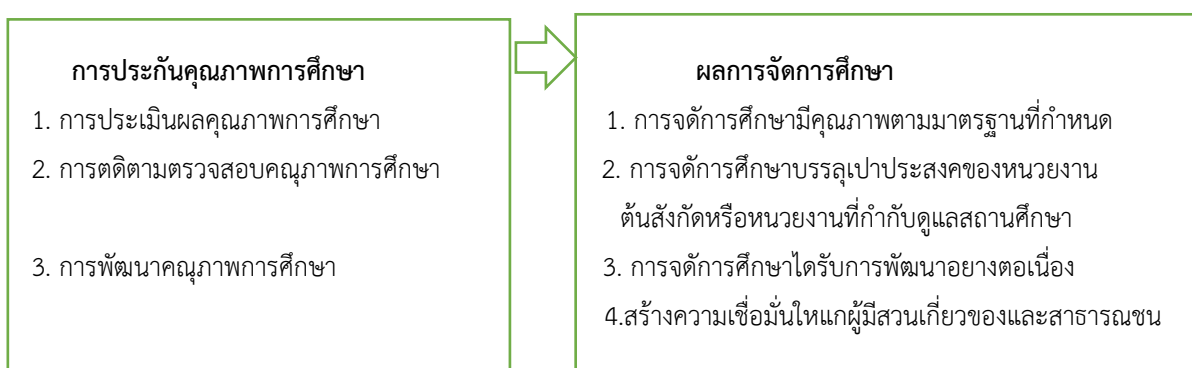 การประกันคุณภาพการศึกษา
1. การประเมินผลคุณภาพการศึกษา
2. การตดิตามตรวจสอบคณุภาพการศึกษา
3. การพัฒนาคณุภาพการศึกษา
ผลการจัดการศึกษา
1. การจดัการศึกษามีคุณภาพตามมาตรฐานที่กำหนด
2. การจดัการศึกษาบรรลุเปาประสงคของหนวยงาน
ต้นสังกัดหรือหนวยงานที่กำกับดูแลสถานศึกษา
3. การจดัการศึกษาไดรับการพัฒนาอยางตอเนื่อง
4.สร้างความเชื่อมั่นใหแกผู้มีสวนเกี่ยวของและสาธารณชน